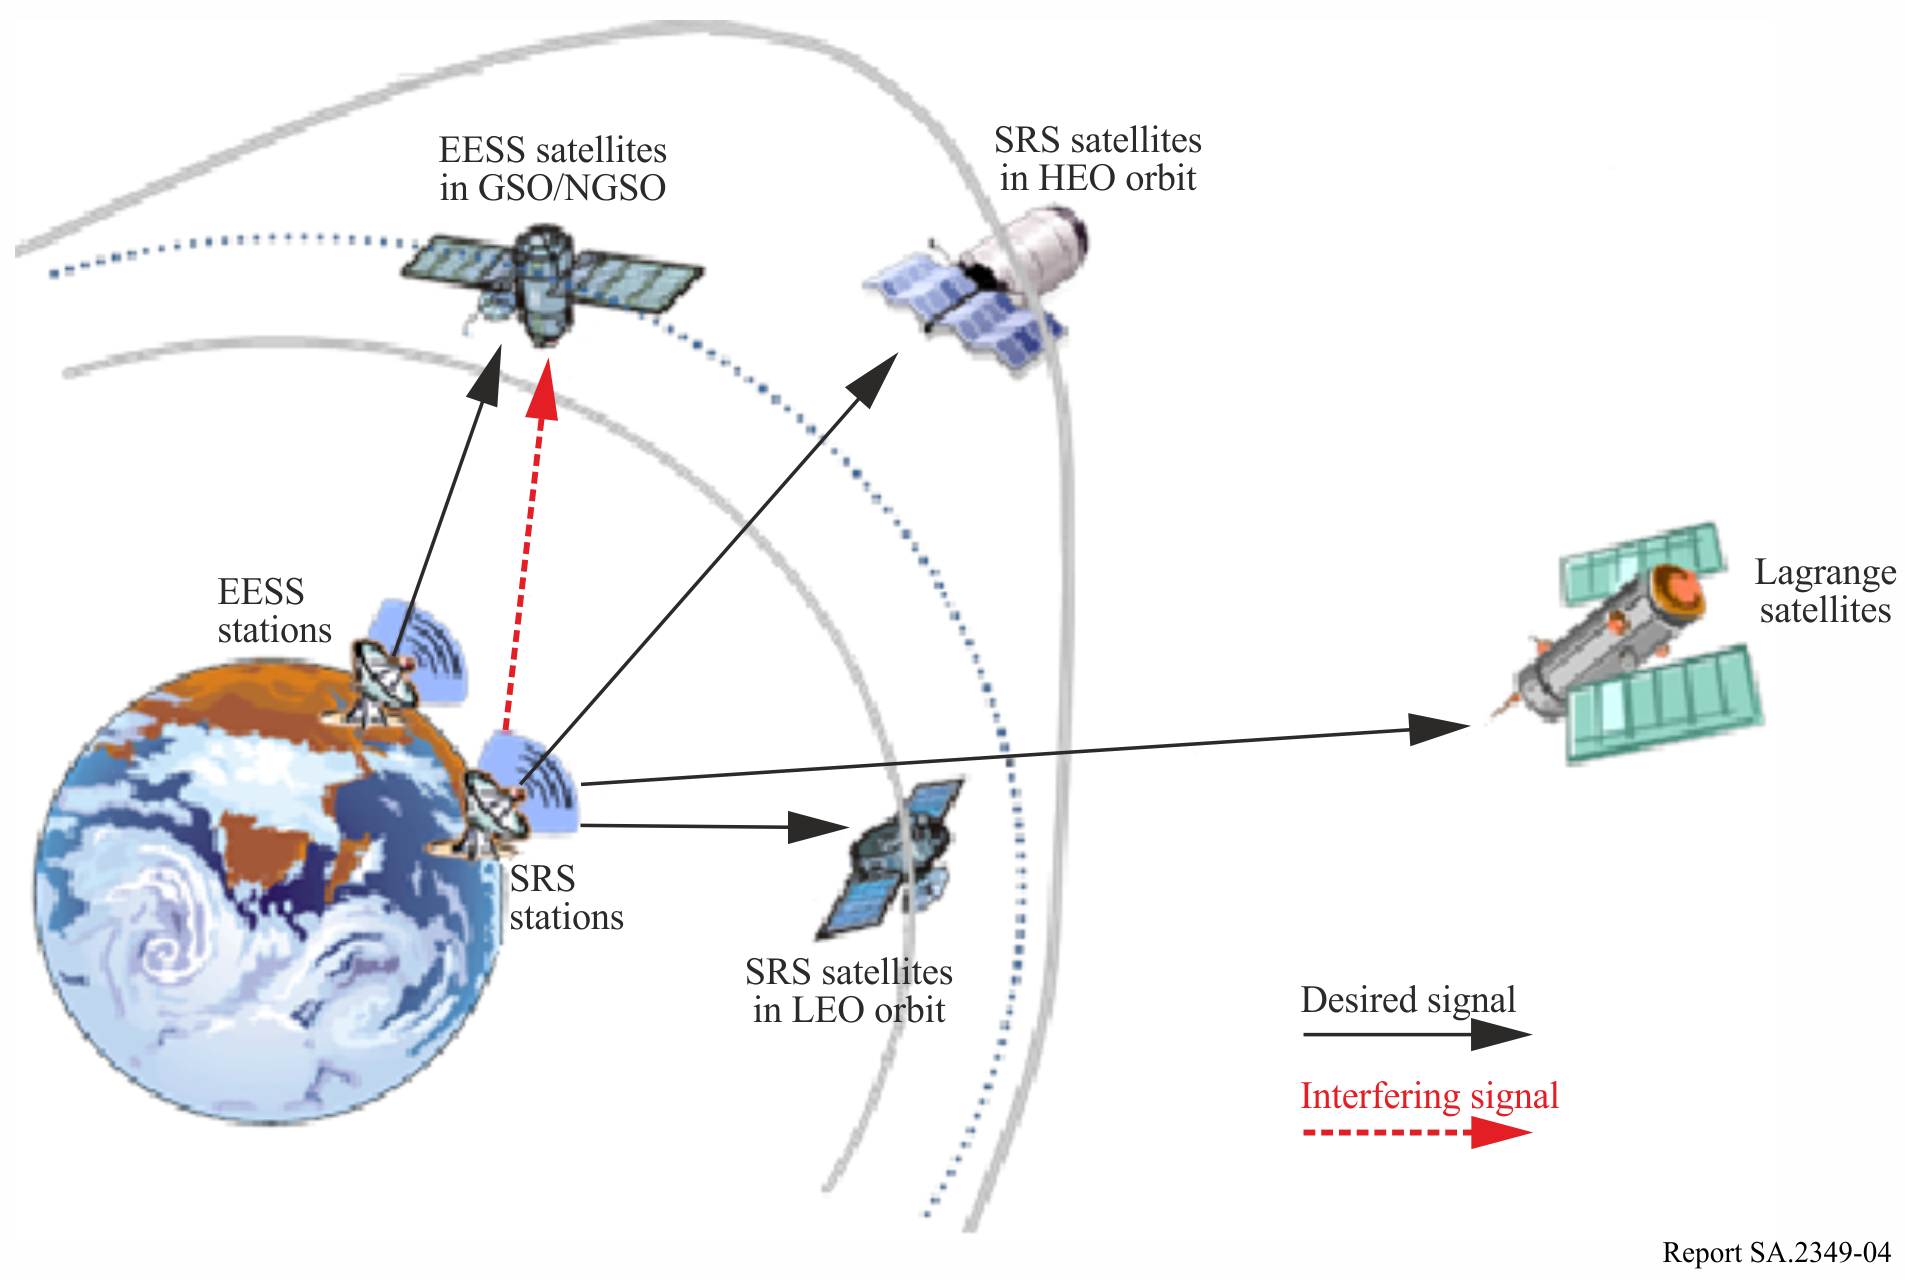 EESS satellites
in GSO/NGSO
SRS satellites
in HEO orbit
Lagrange
satellites
EESS
stations
SRS
stations
SRS satellites
in LEO orbit
Desired signal
Interfering signal
Report SA.2349-04